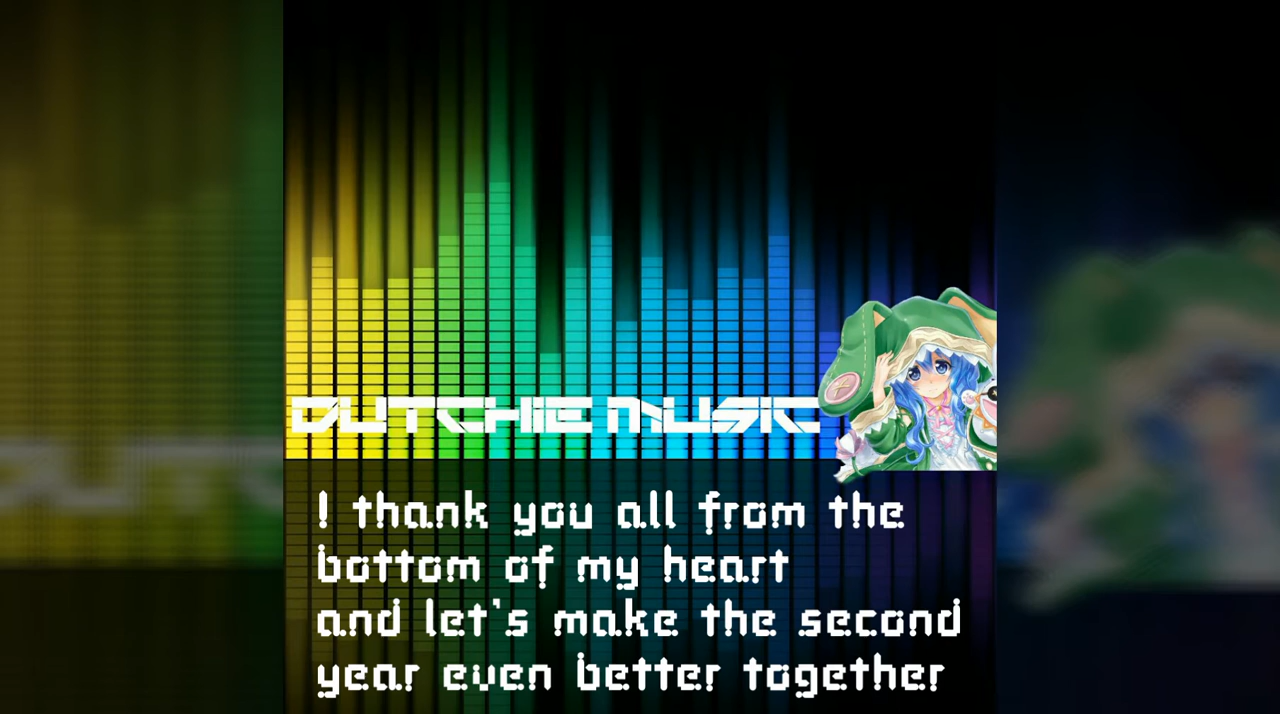 DUTCHIE MUSIC
I thank you all from the
bottom of my heart
and let's make the second
year even better together